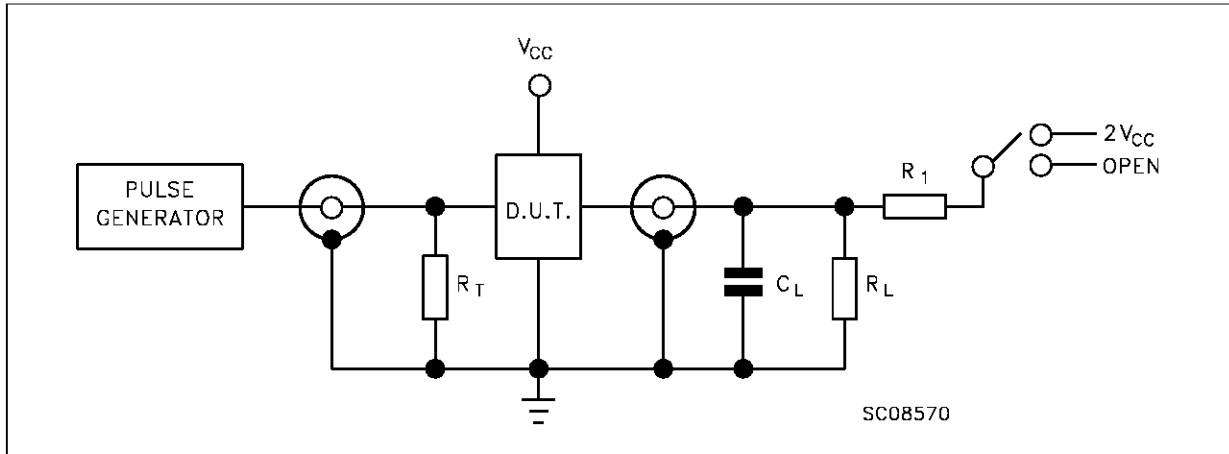 VCC
PULSE
GENERATOR
D.U.T.
RT
CL
RL
R1
2VCC
OPEN
SC08570